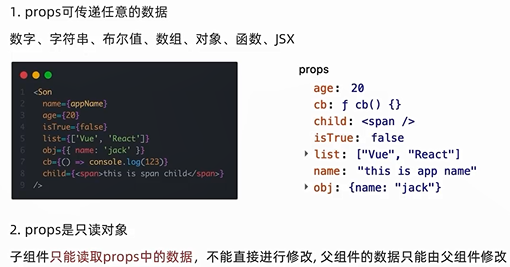 1. props可传递任意的数据
数字、字符串、布尔值、数组、对象、函数、JSX
1 <Son
2 name={appName}
3 age={20}
4 isTrue={false}
5 list={['Vue', 'React']}
6 obj={{ name: 'jack' }}
7 cb={() => console.log(123)}
8 child={<span>this is span child</span>}
9 />
props
age: 20
cb: ƒ cb() {}
child: <span />
isTrue: false
list: ["Vue", "React"]
name: "this is app name"
obj: {name: "jack"}
2. props是只读对象
子组件只能读取props中的数据，不能直接进行修改, 父组件的数据只能由父组件修改